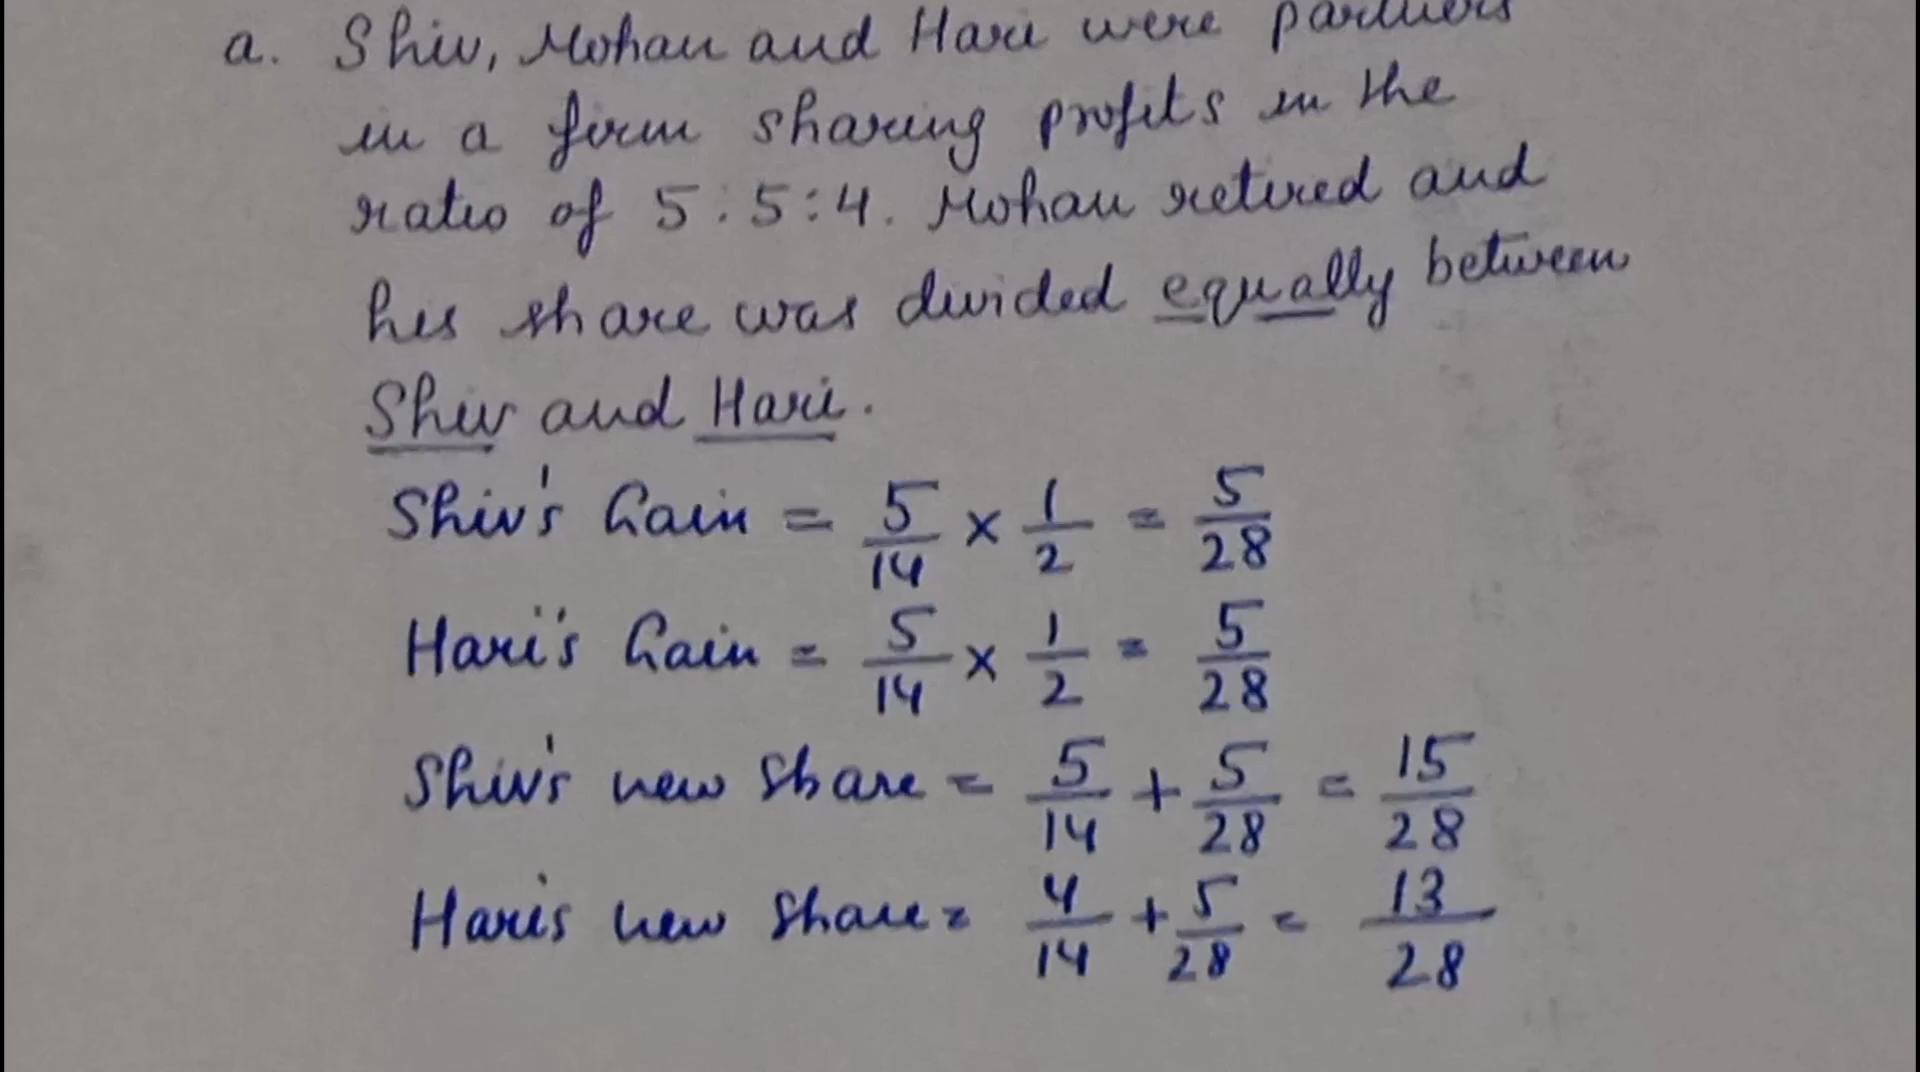 a. Shiv, Mohan and Hari were partners
in a firm sharing profits in the
ratio of 5:5:4. Mohan retired and
his share was divided equally between
Shiv and Hari.
Shiv's Gain = 5/14 × 1/2 = 5/28
Hari's Gain = 5/14 × 1/2 = 5/28
Shiv's new share = 5/14 + 5/28 = 15/28
Hari's new share = 4/14 + 5/28 = 13/28